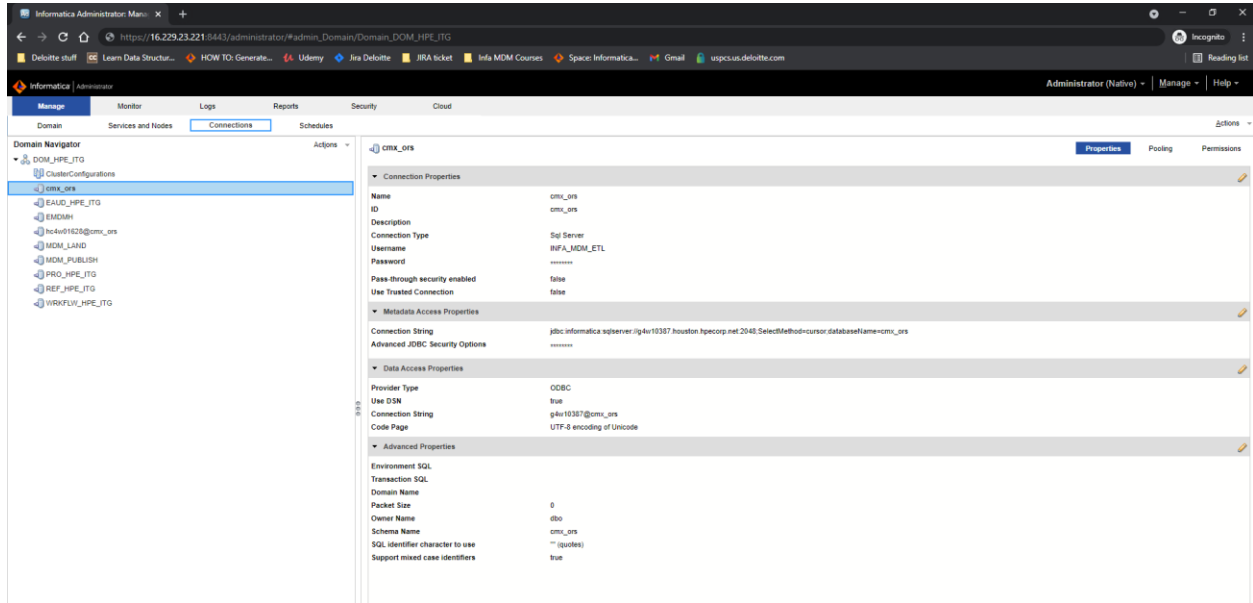 Informatica Administrator: Mana
https://16.229.23.221:8443/administrator/#admin_Domain/Domain_DOM_HPE_ITG
Incognito
Deloitte stuff Learn Data Structur... HOW TO: Generate... Udemy Jira Deloitte JIRA ticket Infa MDM Courses Space: Informatica... Gmail uspcs.us.deloitte.com Reading list
Informatica Administrator Administrator (Native) Manage Help
Manage Monitor Logs Reports Security Cloud
Domain Services and Nodes Connections Schedules Actions
Domain Navigator Actions
DOM_HPE_ITG
ClusterConfigurations
cmx_ors
EAUD_HPE_ITG
EMDMH
hc4w01628@cmx_ors
MDM_LAND
MDM_PUBLISH
PRO_HPE_ITG
REF_HPE_ITG
WRKFLW_HPE_ITG
cmx_ors Properties Pooling Permissions
Connection Properties
Name cmx_ors
ID cmx_ors
Description
Connection Type Sql Server
Username INFA_MDM_ETL
Password ********
Pass-through security enabled false
Use Trusted Connection false
Metadata Access Properties
Connection String jdbc:informatica:sqlserver://g4w10387.houston.hpecorp.net:2048;SelectMethod=cursor;databaseName=cmx_ors
Advanced JDBC Security Options ********
Data Access Properties
Provider Type ODBC
Use DSN true
Connection String g4w10387@cmx_ors
Code Page UTF-8 encoding of Unicode
Advanced Properties
Environment SQL
Transaction SQL
Domain Name
Packet Size 0
Owner Name dbo
Schema Name cmx_ors
SQL identifier character to use "" (quotes)
Support mixed case identifiers true